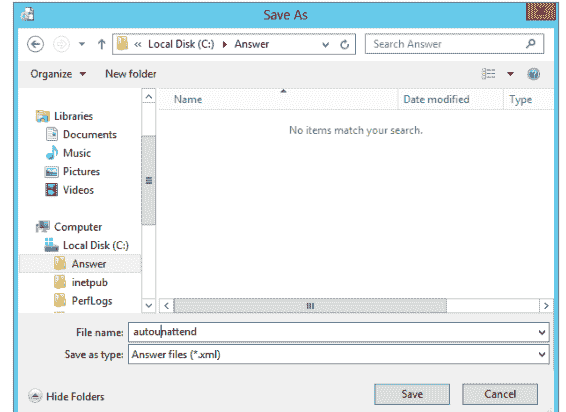 Save As
« Local Disk (C:) ▸ Answer
Search Answer
Organize New folder
Name Date modified Type
No items match your search.
Libraries
Documents
Music
Pictures
Videos
Computer
Local Disk (C:)
Answer
inetpub
PerfLogs
File name: autounattend
Save as type: Answer files (*.xml)
Hide Folders Save Cancel